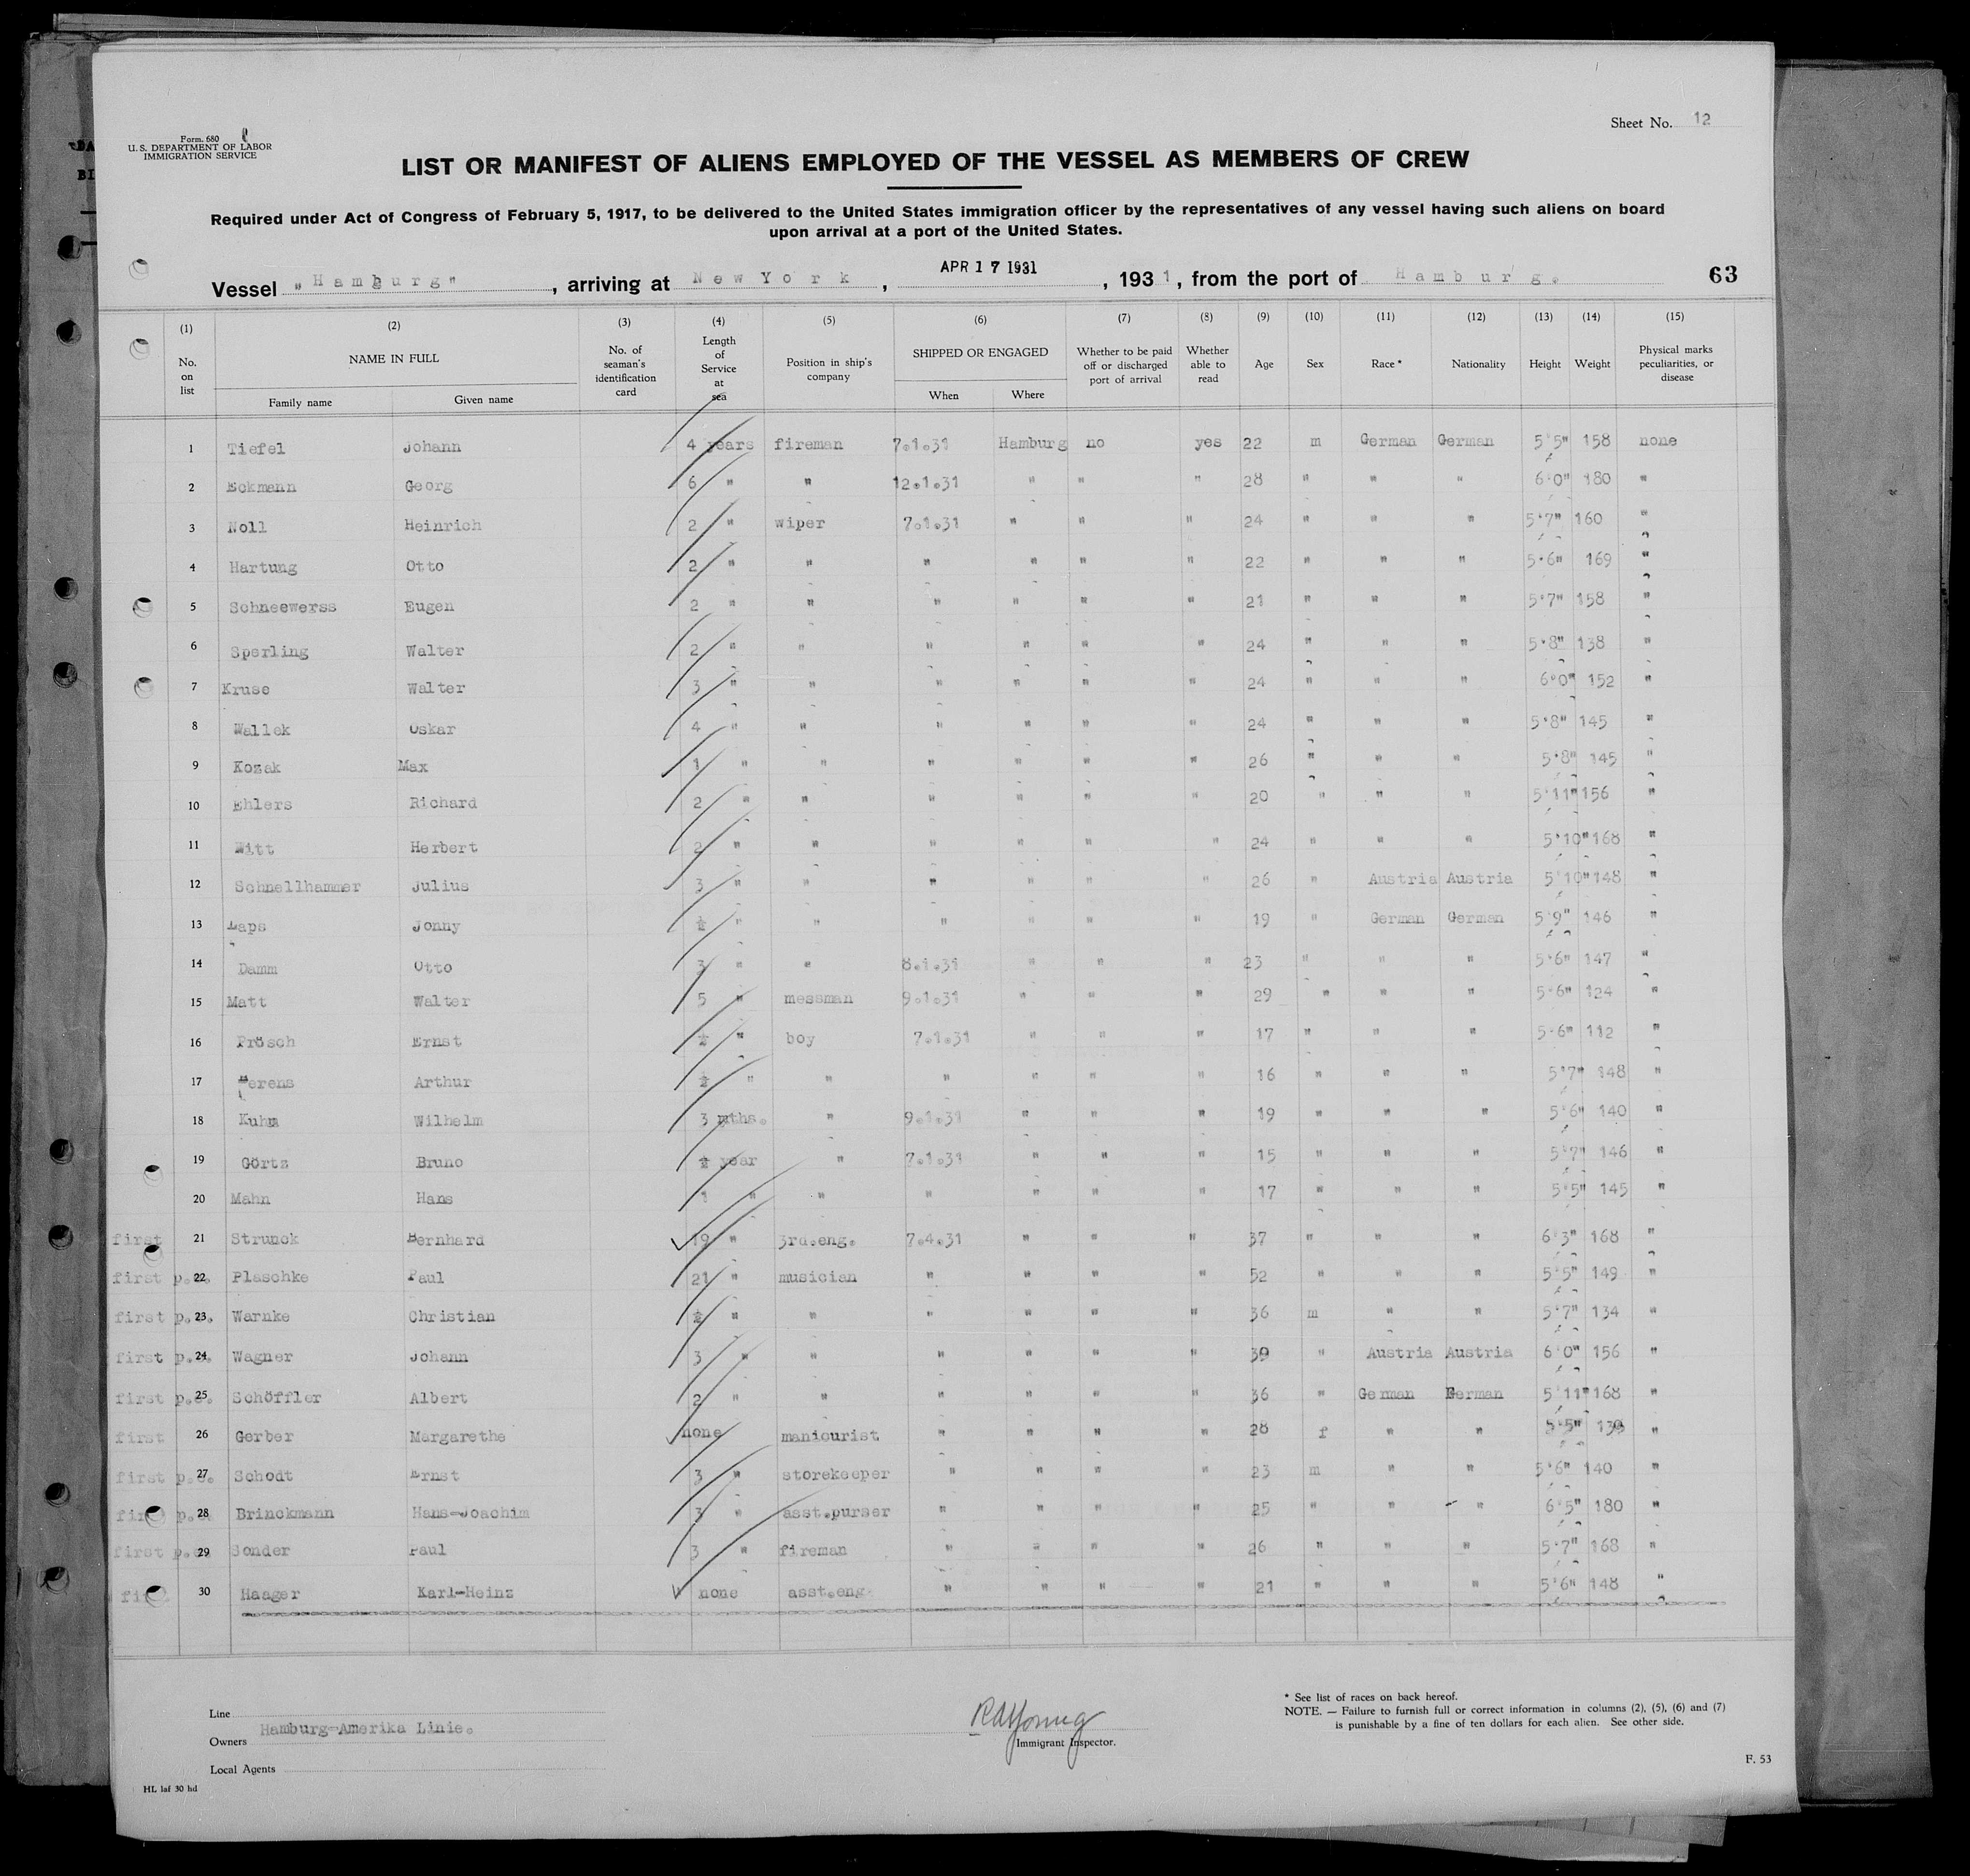 Form 680
U. S. DEPARTMENT OF LABOR
IMMIGRATION SERVICE
Sheet No. 12
LIST OR MANIFEST OF ALIENS EMPLOYED OF THE VESSEL AS MEMBERS OF CREW
Required under Act of Congress of February 5, 1917, to be delivered to the United States immigration officer by the representatives of any vessel having such aliens on board
upon arrival at a port of the United States.
Vessel „Hamburg", arriving at New York, APR 17 1931, 1931, from the port of Hamburg. 63
(1) (2) (3) (4) (5) (6) (7) (8) (9) (10) (11) (12) (13) (14) (15)
No. on list NAME IN FULL Family name Given name No. of seaman's identification card Length of Service at sea Position in ship's company SHIPPED OR ENGAGED When Where Whether to be paid off or discharged port of arrival Whether able to read Age Sex Race* Nationality Height Weight Physical marks peculiarities, or disease
1 Tiefel Johann 4 years fireman 7.1.31 Hamburg no yes 22 m German German 5'5" 158 none
2 Eckmann Georg 6 " " 12.1.31 " " " 28 " " " 6'0" 180 "
3 Noll Heinrich 2 " wiper 7.1.31 " " " 24 " " " 5'7" 160 "
4 Hartung Otto 2 " " " " " " 22 " " " 5'6" 169 "
5 Schneewerss Eugen 2 " " " " " " 21 " " " 5'7" 158 "
6 Sperling Walter 2 " " " " " " 24 " " " 5'8" 138 "
7 Kruse Walter 3 " " " " " " 24 " " " 6'0" 152 "
8 Wallek Oskar 4 " " " " " " 24 " " " 5'8" 145 "
9 Kozak Max 1 " " " " " " 26 " " " 5'8" 145 "
10 Ehlers Richard 2 " " " " " " 20 " " " 5'11" 156 "
11 Witt Herbert 2 " " " " " " 24 " " " 5'10" 168 "
12 Schnellhammer Julius 3 " " " " " " 26 " Austria Austria 5'10" 148 "
13 Laps Jonny ½ " " " " " " 19 " German German 5'9" 146 "
14 Damm Otto 3 " " 8.1.31 " " " 23 " " " 5'6" 147 "
15 Matt Walter 5 " messman 9.1.31 " " " 29 " " " 5'6" 124 "
16 Frösch Ernst ½ " boy 7.1.31 " " " 17 " " " 5'6" 112 "
17 Berens Arthur ½ " " " " " " 16 " " " 5'7" 148 "
18 Kuhn Wilhelm 3 mths. " 9.1.31 " " " 19 " " " 5'6" 140 "
19 Görtz Bruno ½ year " 7.1.31 " " " 15 " " " 5'7" 146 "
20 Mahn Hans 1 " " " " " " 17 " " " 5'5" 145 "
first 21 Strunck Bernhard 19 " 3rd.eng. 7.4.31 " " " 37 " " " 6'3" 168 "
first 22 Plaschke Paul 21 " musician " " " " 52 " " " 5'5" 149 "
first 23 Warnke Christian ½ " " " " " " 36 m " " 5'7" 134 "
first 24 Wagner Johann 3 " " " " " " 39 " Austria Austria 6'0" 156 "
first 25 Schöffler Albert 2 " " " " " " 36 " German German 5'11" 168 "
first 26 Gerber Margarethe none manicurist " " " " 28 f " " 5'5" "
first 27 Schodt Ernst 3 " storekeeper " " " " 23 m " " 5'6" 140 "
28 Brinckmann Hans-Joachim 3 " asst.purser " " " " 25 " " " 6'5" 180 "
first 29 Sonder Paul 3 " fireman " " " " 26 " " " 5'7" 168 "
30 Haager Karl-Heinz none asst.eng. " " " " 21 " " " 5'6" 148 "
Line
Hamburg-Amerika Linie.
Owners
Local Agents
RdYoung
Immigrant Inspector.
* See list of races on back hereof.
NOTE. — Failure to furnish full or correct information in columns (2), (5), (6) and (7)
is punishable by a fine of ten dollars for each alien. See other side.
F. 53
HL laf 30 hd